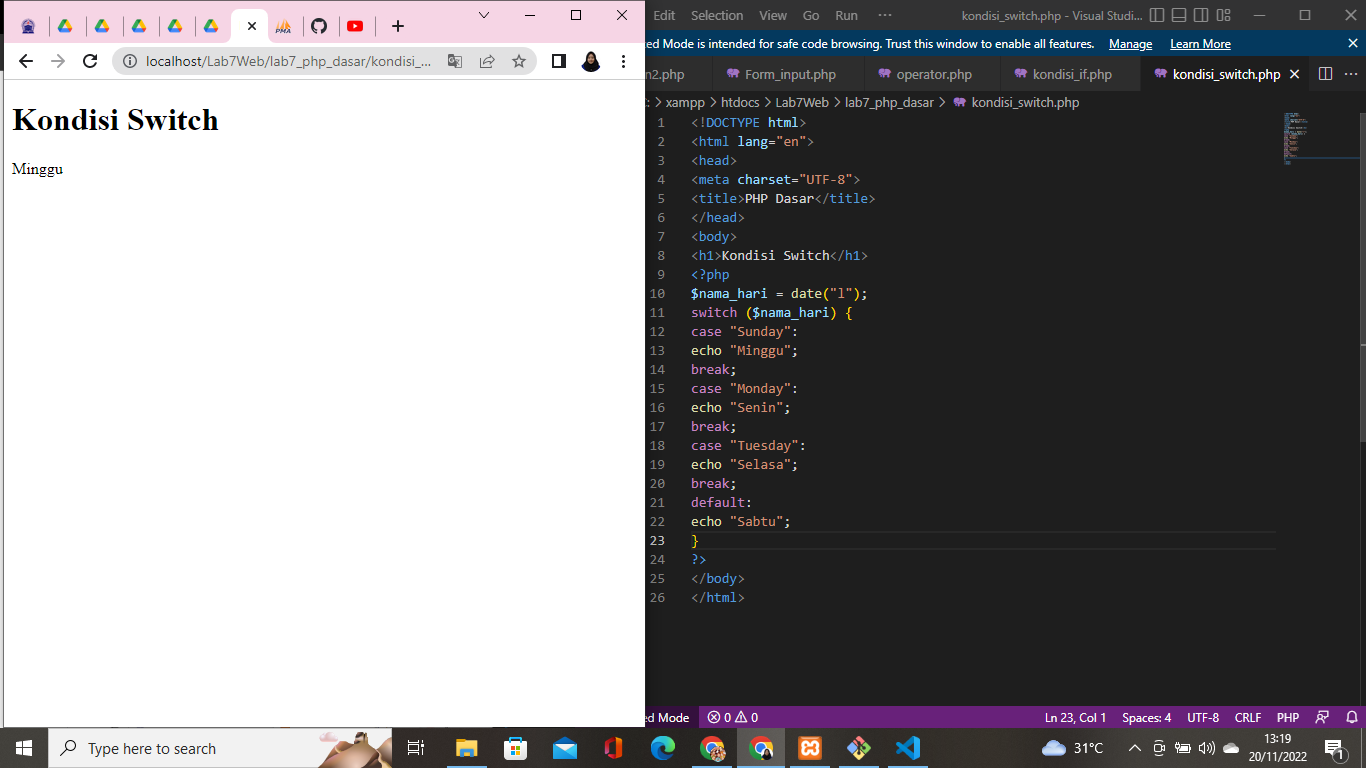 localhost/Lab7Web/lab7_php_dasar/kondisi_...
Kondisi Switch
Minggu
Edit Selection View Go Run ... kondisi_switch.php - Visual Studi...
ed Mode is intended for safe code browsing. Trust this window to enable all features. Manage Learn More
n2.php Form_input.php operator.php kondisi_if.php kondisi_switch.php
: > xampp > htdocs > Lab7Web > lab7_php_dasar > kondisi_switch.php
1 <!DOCTYPE html>
2 <html lang="en">
3 <head>
4 <meta charset="UTF-8">
5 <title>PHP Dasar</title>
6 </head>
7 <body>
8 <h1>Kondisi Switch</h1>
9 <?php
10 $nama_hari = date("l");
11 switch ($nama_hari) {
12 case "Sunday":
13 echo "Minggu";
14 break;
15 case "Monday":
16 echo "Senin";
17 break;
18 case "Tuesday":
19 echo "Selasa";
20 break;
21 default:
22 echo "Sabtu";
23 }
24 ?>
25 </body>
26 </html>
ed Mode 0 0 Ln 23, Col 1 Spaces: 4 UTF-8 CRLF PHP
Type here to search
31°C
13:19
20/11/2022
1